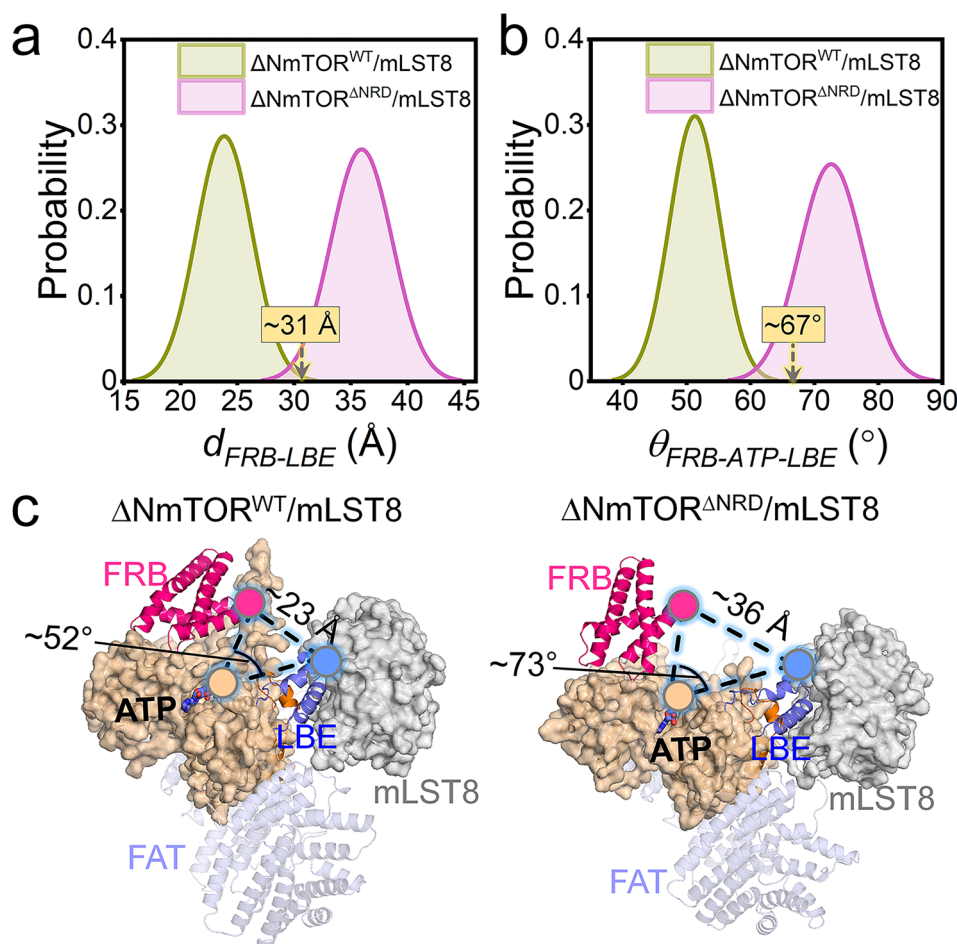 a
0.4
0.3
0.2
0.1
0
Probability
ΔNmTOR^WT/mLST8
ΔNmTOR^ΔNRD/mLST8
~31 Å
15 20 25 30 35 40 45
d_FRB-LBE (Å)
b
0.4
0.3
0.2
0.1
0
Probability
ΔNmTOR^WT/mLST8
ΔNmTOR^ΔNRD/mLST8
~67°
40 50 60 70 80 90
θ_FRB-ATP-LBE (°)
c
ΔNmTOR^WT/mLST8
FRB
~23 Å
~52°
ATP
LBE
mLST8
FAT
ΔNmTOR^ΔNRD/mLST8
FRB
~36 Å
~73°
ATP
LBE
mLST8
FAT